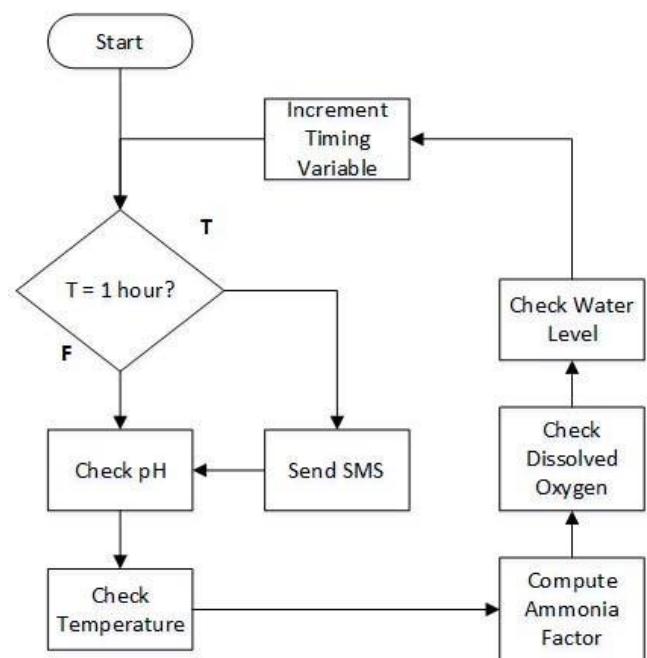 Start
Increment
Timing
Variable
T
T = 1 hour?
F
Check Water
Level
Check pH
Send SMS
Check
Dissolved
Oxygen
Check
Temperature
Compute
Ammonia
Factor